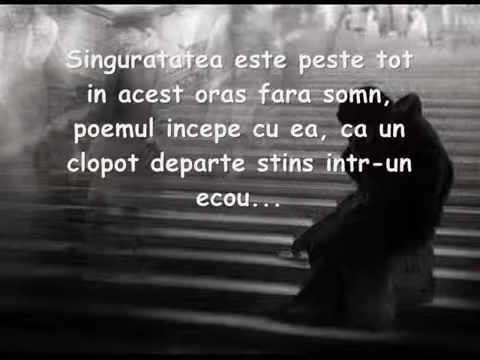 Singuratatea este peste tot
in acest oras fara somn,
poemul incepe cu ea, ca un
clopot departe stins intr-un
ecou...